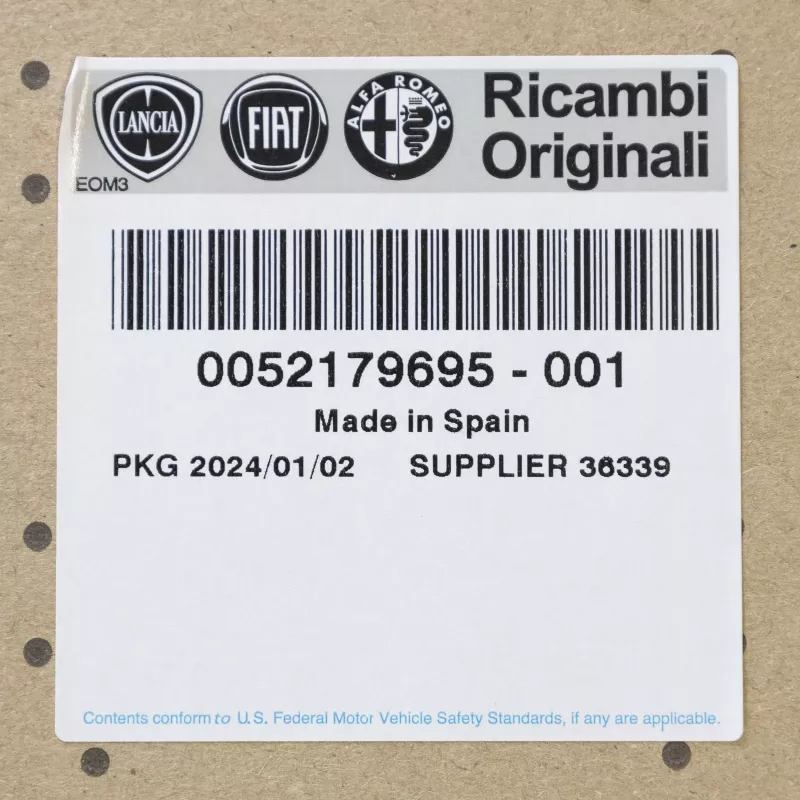 LANCIA FIAT ALFA ROMEO Ricambi
Originali
EOM3
0052179695 - 001
Made in Spain
PKG 2024/01/02 SUPPLIER 36339
Contents conform to U.S. Federal Motor Vehicle Safety Standards, if any are applicable.